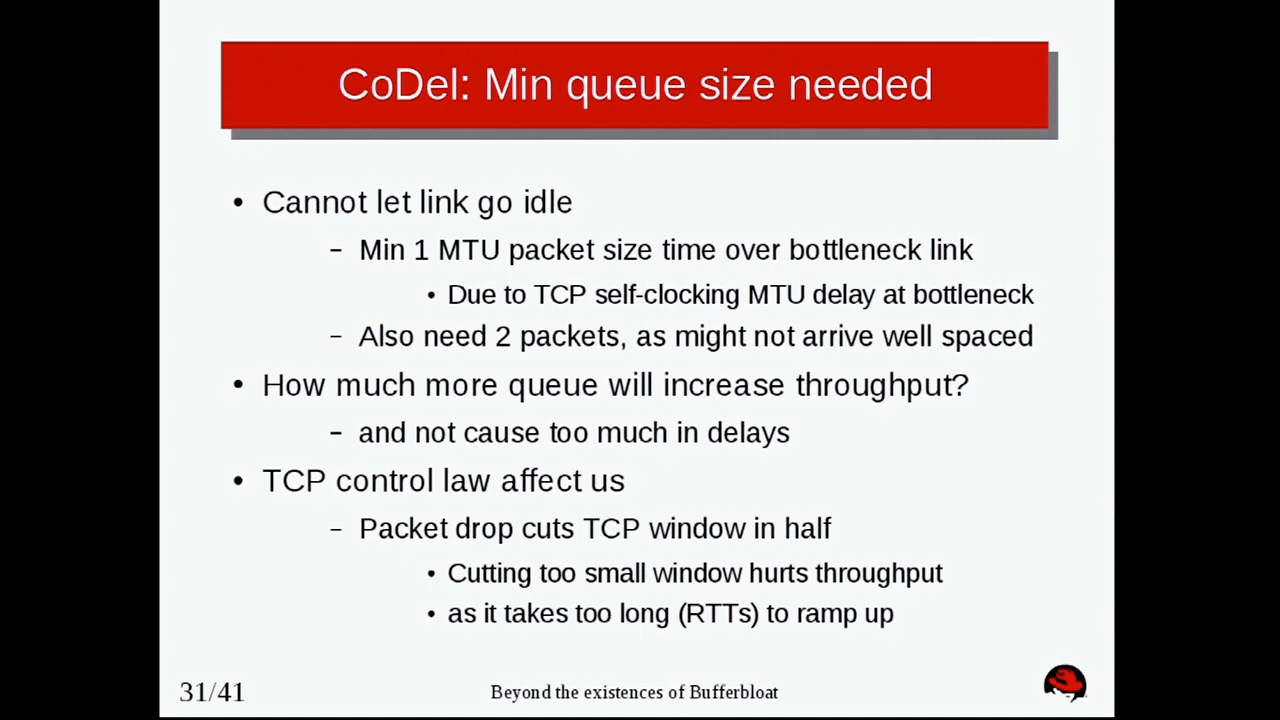 CoDel: Min queue size needed
• Cannot let link go idle
– Min 1 MTU packet size time over bottleneck link
• Due to TCP self-clocking MTU delay at bottleneck
– Also need 2 packets, as might not arrive well spaced
• How much more queue will increase throughput?
– and not cause too much in delays
• TCP control law affect us
– Packet drop cuts TCP window in half
• Cutting too small window hurts throughput
• as it takes too long (RTTs) to ramp up
31/41
Beyond the existences of Bufferbloat